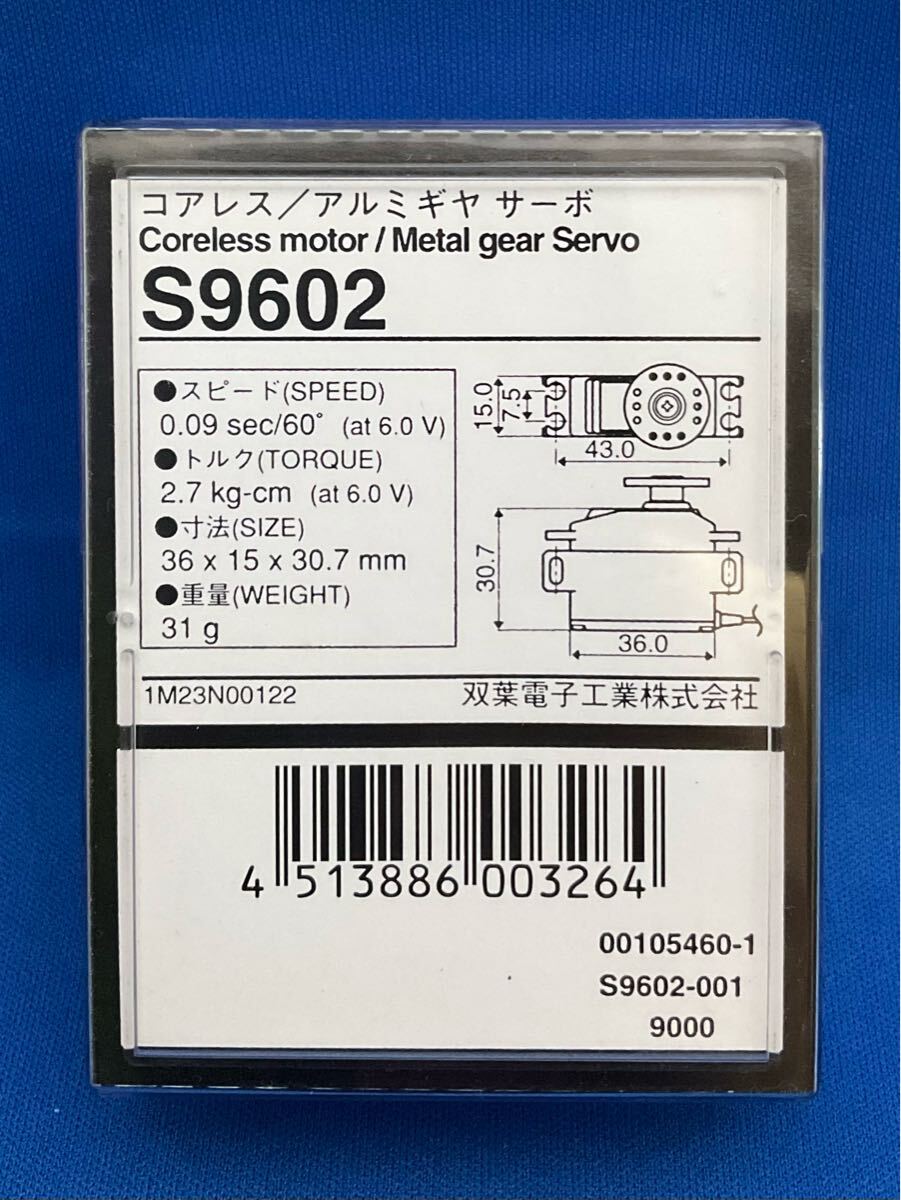 コアレス／アルミギヤ サーボ
Coreless motor / Metal gear Servo
S9602
●スピード(SPEED)
0.09 sec/60° (at 6.0 V)
●トルク(TORQUE)
2.7 kg-cm (at 6.0 V)
●寸法(SIZE)
36 x 15 x 30.7 mm
●重量(WEIGHT)
31 g
15.0
7.5
43.0
30.7
36.0
1M23N00122
双葉電子工業株式会社
4 513886 003264
00105460-1
S9602-001
9000